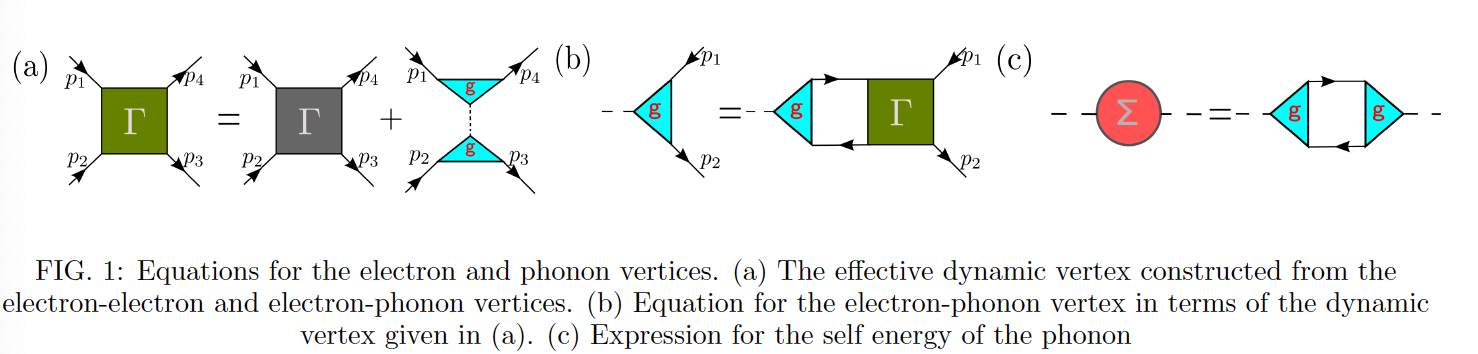 (a) p₁ p₄ Γ p₂ p₃ = p₁ p₄ Γ p₂ p₃ + p₁ p₄ g g p₂ p₃
(b) g p₁ p₂ = g Γ p₁ p₂
(c) Σ = g g
FIG. 1: Equations for the electron and phonon vertices. (a) The effective dynamic vertex constructed from the
electron-electron and electron-phonon vertices. (b) Equation for the electron-phonon vertex in terms of the dynamic
vertex given in (a). (c) Expression for the self energy of the phonon